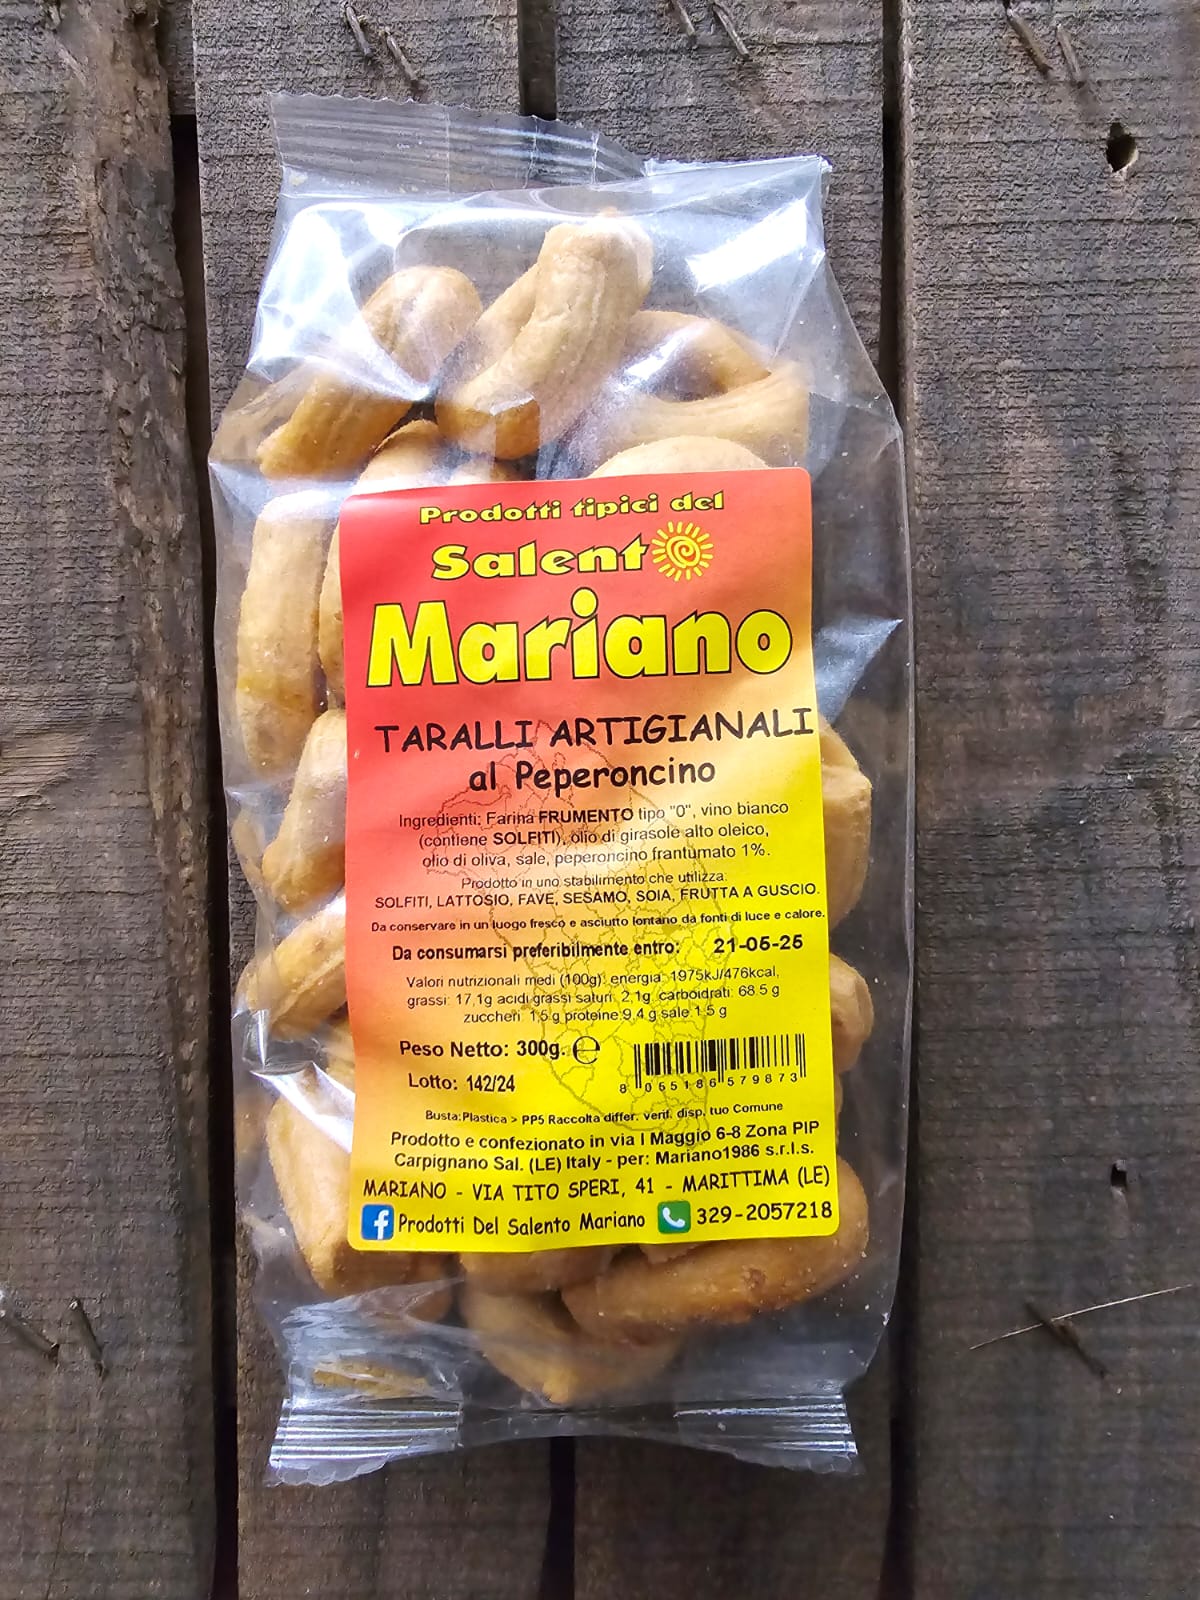 Prodotti tipici del
Salento
Mariano
TARALLI ARTIGIANALI
al Peperoncino
Ingredienti: Farina FRUMENTO tipo "0", vino bianco
(contiene SOLFITI), olio di girasole alto oleico,
olio di oliva, sale, peperoncino frantumato 1%.
Prodotto in uno stabilimento che utilizza:
SOLFITI, LATTOSIO, FAVE, SESAMO, SOIA, FRUTTA A GUSCIO.
Da conservare in un luogo fresco e asciutto lontano da fonti di luce e calore.
Da consumarsi preferibilmente entro: 21-05-25
Valori nutrizionali medi (100g): energia: 1975kJ/476kcal,
grassi: 17,1g acidi grassi saturi: 2,1g, carboidrati: 68.5 g
zuccheri: 1,5 g proteine:9,4 g sale:1.5 g
Peso Netto: 300g. ℮
Lotto: 142/24
8 055186 579873
Busta:Plastica > PP5 Raccolta differ. verif. disp. tuo Comune
Prodotto e confezionato in via I Maggio 6-8 Zona PIP
Carpignano Sal. (LE) Italy - per: Mariano1986 s.r.l.s.
MARIANO - VIA TITO SPERI, 41 - MARITTIMA (LE)
f Prodotti Del Salento Mariano 329-2057218